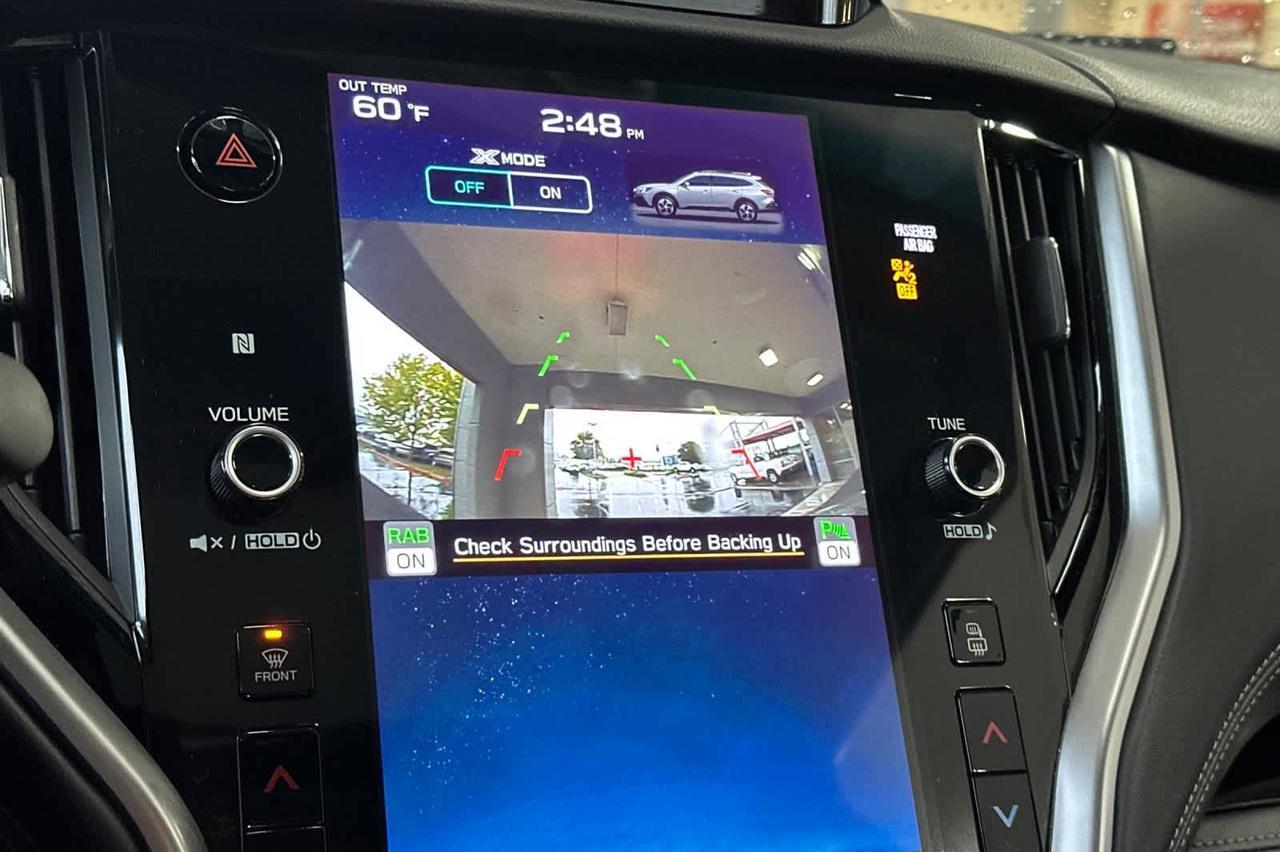 OUT TEMP
60 °F
2:48 PM
X MODE
OFF ON
PASSENGER
AIR BAG
OFF
VOLUME
TUNE
/ HOLD
HOLD
RAB
ON
Check Surroundings Before Backing Up
P
ON
FRONT